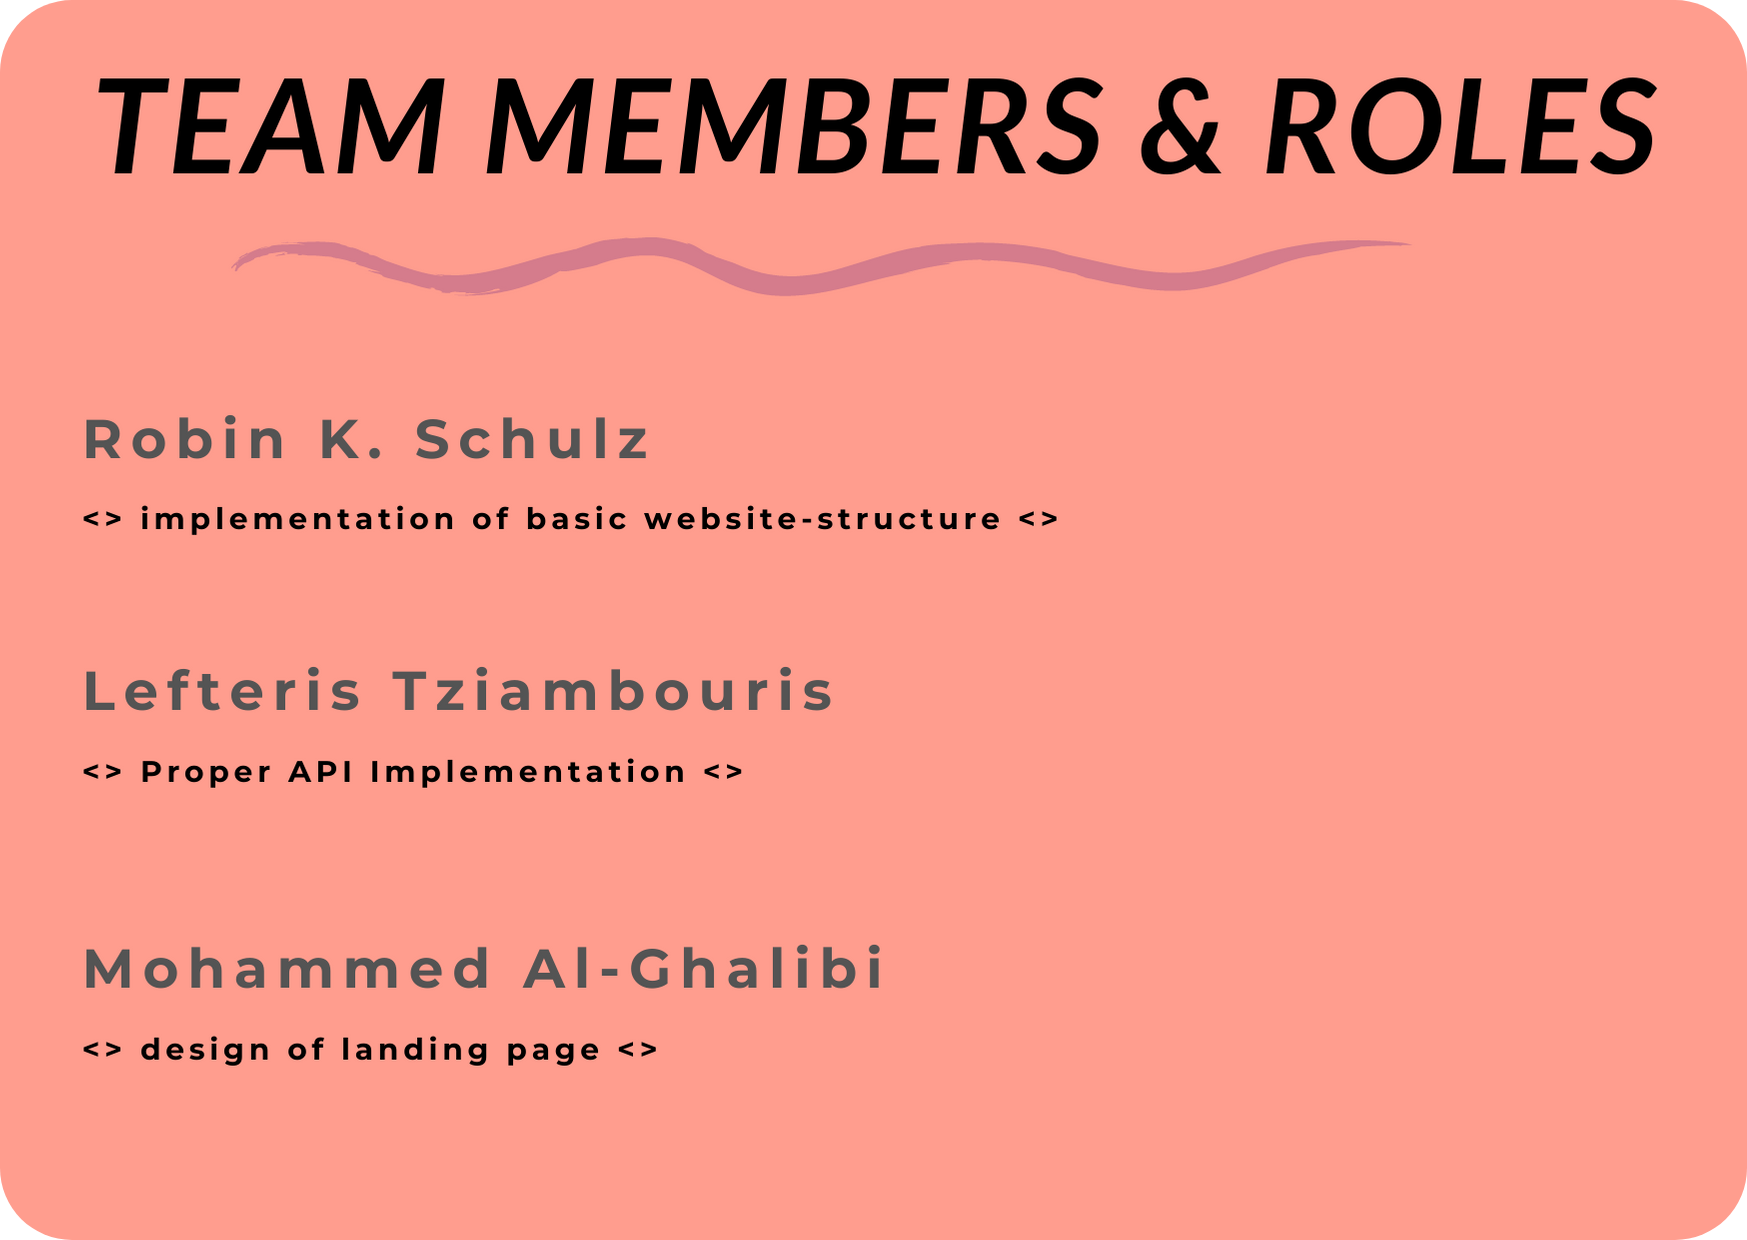 TEAM MEMBERS & ROLES
Robin K. Schulz
<> implementation of basic website-structure <>
Lefteris Tziambouris
<> Proper API Implementation <>
Mohammed Al-Ghalibi
<> design of landing page <>